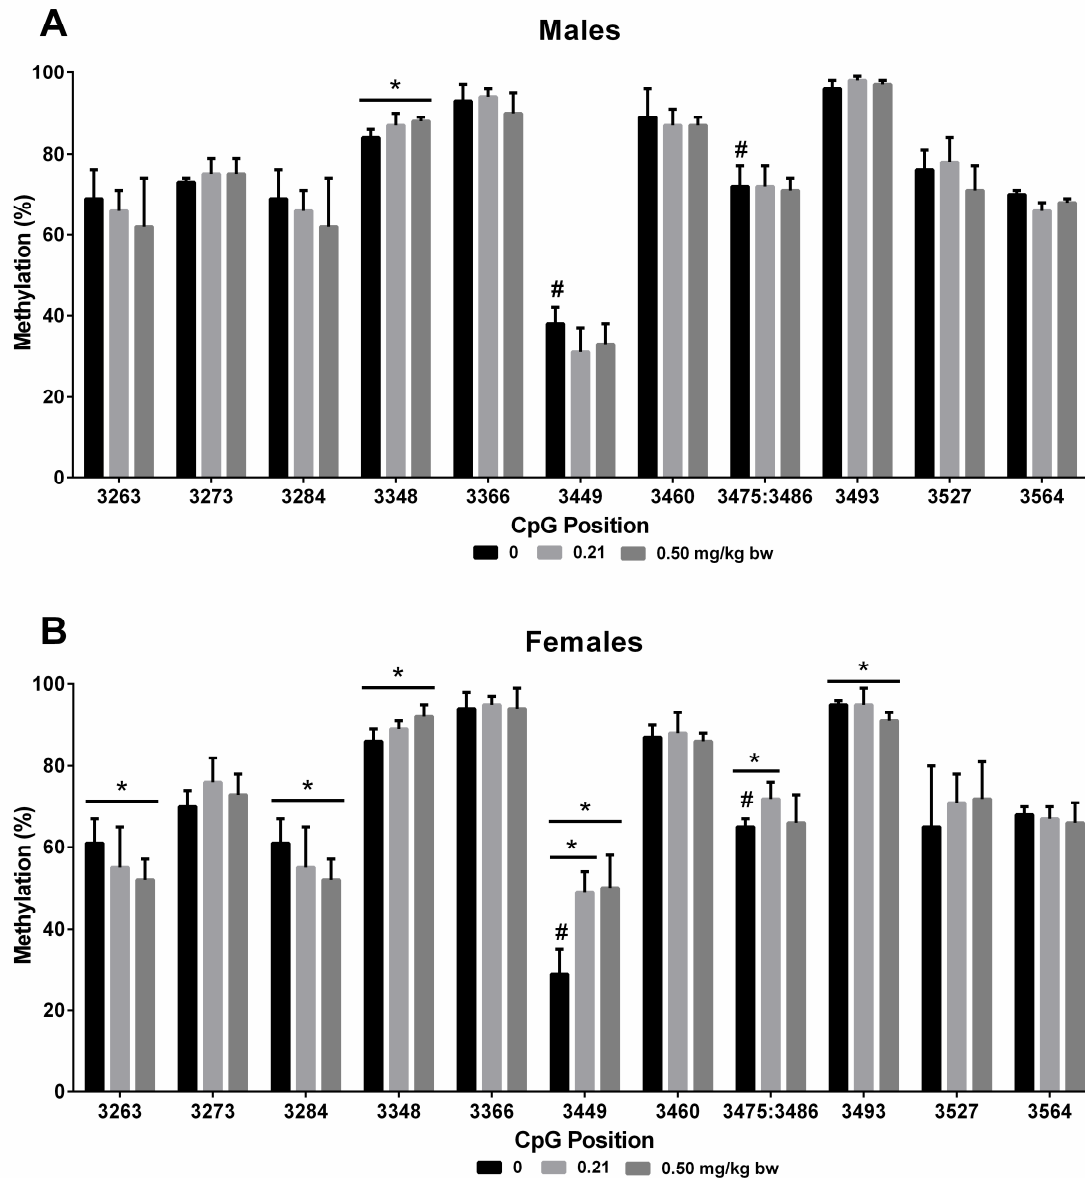 A
Males
Methylation (%)
100
80
60
40
20
0
*
#
#
3263 3273 3284 3348 3366 3449 3460 3475:3486 3493 3527 3564
CpG Position
0 0.21 0.50 mg/kg bw
B
Females
Methylation (%)
100
80
60
40
20
0
*
*
*
*
*
#
*
#
*
3263 3273 3284 3348 3366 3449 3460 3475:3486 3493 3527 3564
CpG Position
0 0.21 0.50 mg/kg bw